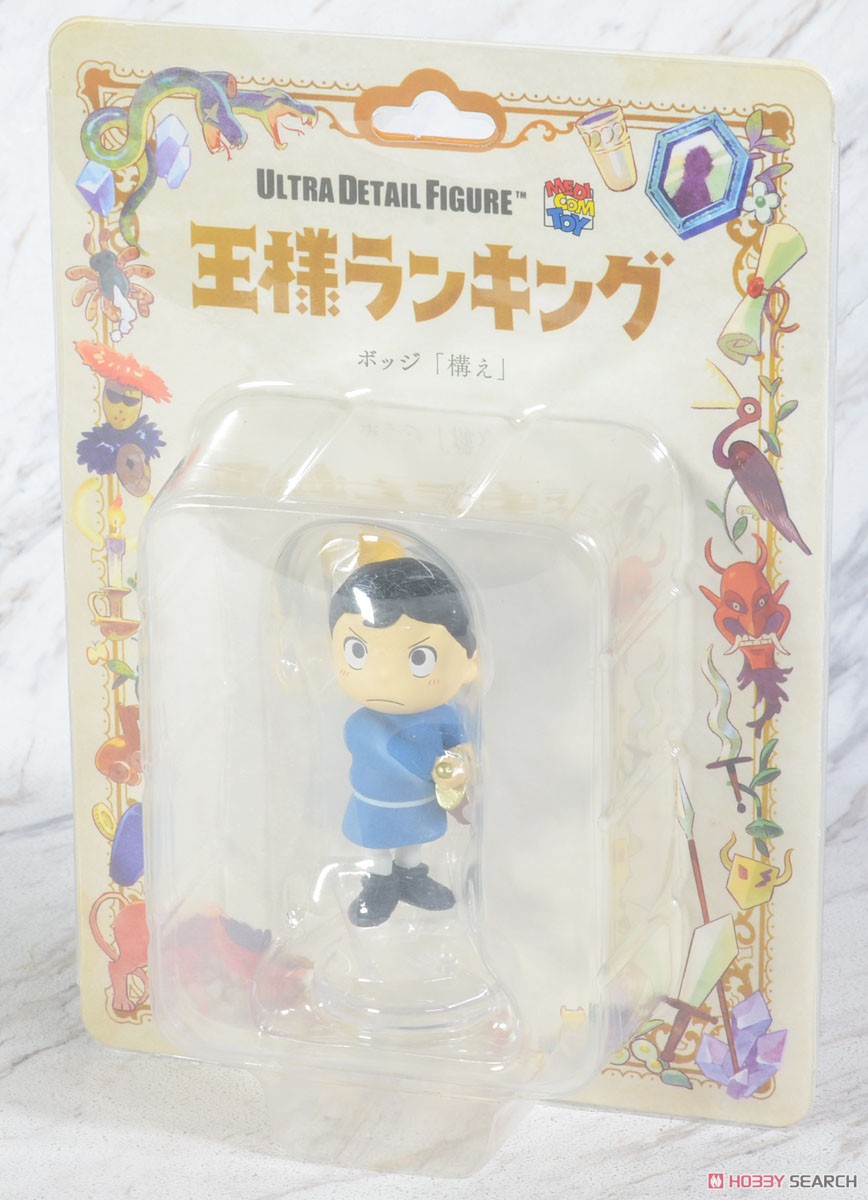 ULTRA DETAIL FIGURE™
MEDI
COM
TOY
王様ランキング
ボッジ「構え」
HOBBY SEARCH